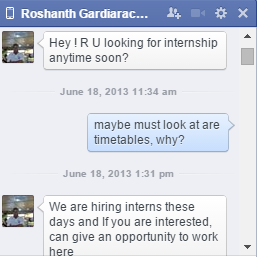 Roshanth Gardiarac...
Hey ! R U looking for internship
anytime soon?
June 18, 2013 11:34 am
maybe must look at are
timetables, why?
June 18, 2013 1:31 pm
We are hiring interns these
days and If you are interested,
can give an opportunity to work
here